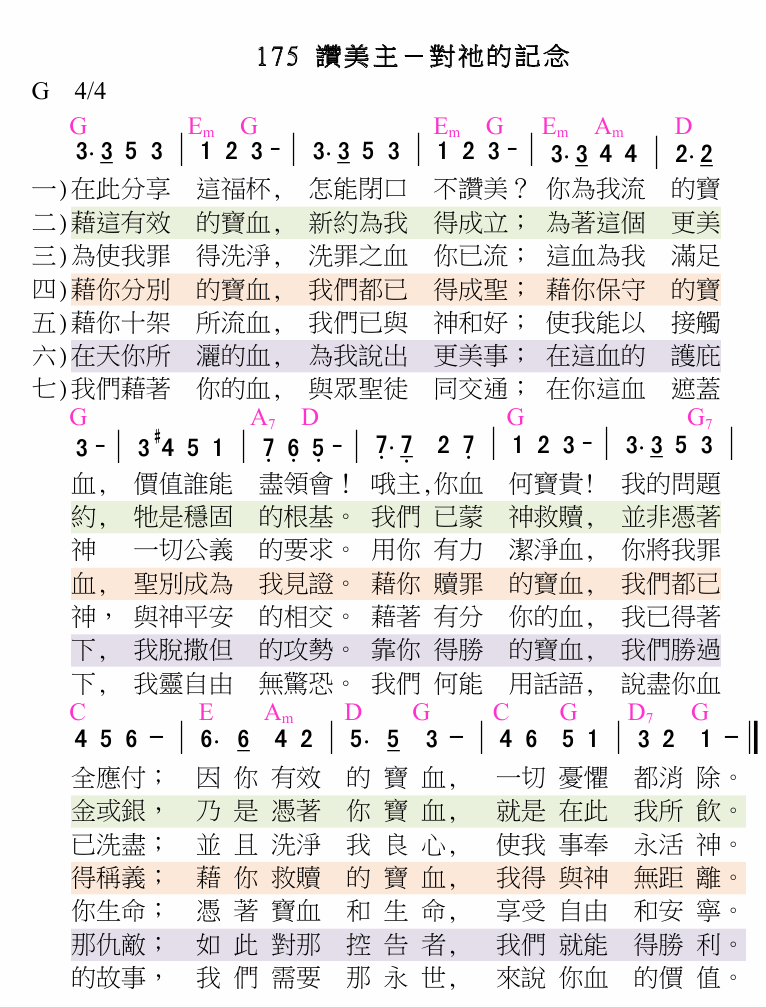 175 讚美主－對祂的記念
G 4/4
G Em G Em G Em Am D
3· 3 5 3 | 1 2 3 - | 3· 3 5 3 | 1 2 3 - | 3· 3 4 4 | 2· 2
一)在此分享 這福杯, 怎能閉口 不讚美？ 你為我流 的寶
二)藉這有效 的寶血, 新約為我 得成立； 為著這個 更美
三)為使我罪 得洗淨, 洗罪之血 你已流； 這血為我 滿足
四)藉你分別 的寶血, 我們都已 得成聖； 藉你保守 的寶
五)藉你十架 所流血, 我們已與 神和好； 使我能以 接觸
六)在天你所 灑的血, 為我說出 更美事； 在這血的 護庇
七)我們藉著 你的血, 與眾聖徒 同交通； 在你這血 遮蓋
G A7 D G G7
3 - | 3 #4 5 1 | 7 6 5 - | 7· 7 2 7 | 1 2 3 - | 3· 3 5 3 |
血, 價值誰能 盡領會！ 哦主,你血 何寶貴! 我的問題
約, 牠是穩固 的根基。 我們 已蒙 神救贖, 並非憑著
神 一切公義 的要求。 用你 有力 潔淨血, 你將我罪
血, 聖別成為 我見證。 藉你 贖罪 的寶血, 我們都已
神， 與神平安 的相交。 藉著 有分 你的血, 我已得著
下, 我脫撒但 的攻勢。 靠你 得勝 的寶血, 我們勝過
下, 我靈自由 無驚恐。 我們 何能 用話語, 說盡你血
C E Am D G C G D7 G
4 5 6 - | 6· 6 4 2 | 5· 5 3 - | 4 6 5 1 | 3 2 1 - ||
全應付； 因 你 有效 的 寶 血, 一切 憂懼 都消 除。
金或銀， 乃 是 憑著 你 寶 血, 就是 在此 我所 飲。
已洗盡； 並 且 洗淨 我 良 心, 使我 事奉 永活 神。
得稱義； 藉 你 救贖 的 寶 血, 我得 與神 無距 離。
你生命； 憑 著 寶血 和 生 命, 享受 自由 和安 寧。
那仇敵； 如 此 對那 控 告 者, 我們 就能 得勝 利。
的故事， 我 們 需要 那 永 世, 來說 你血 的價 值。